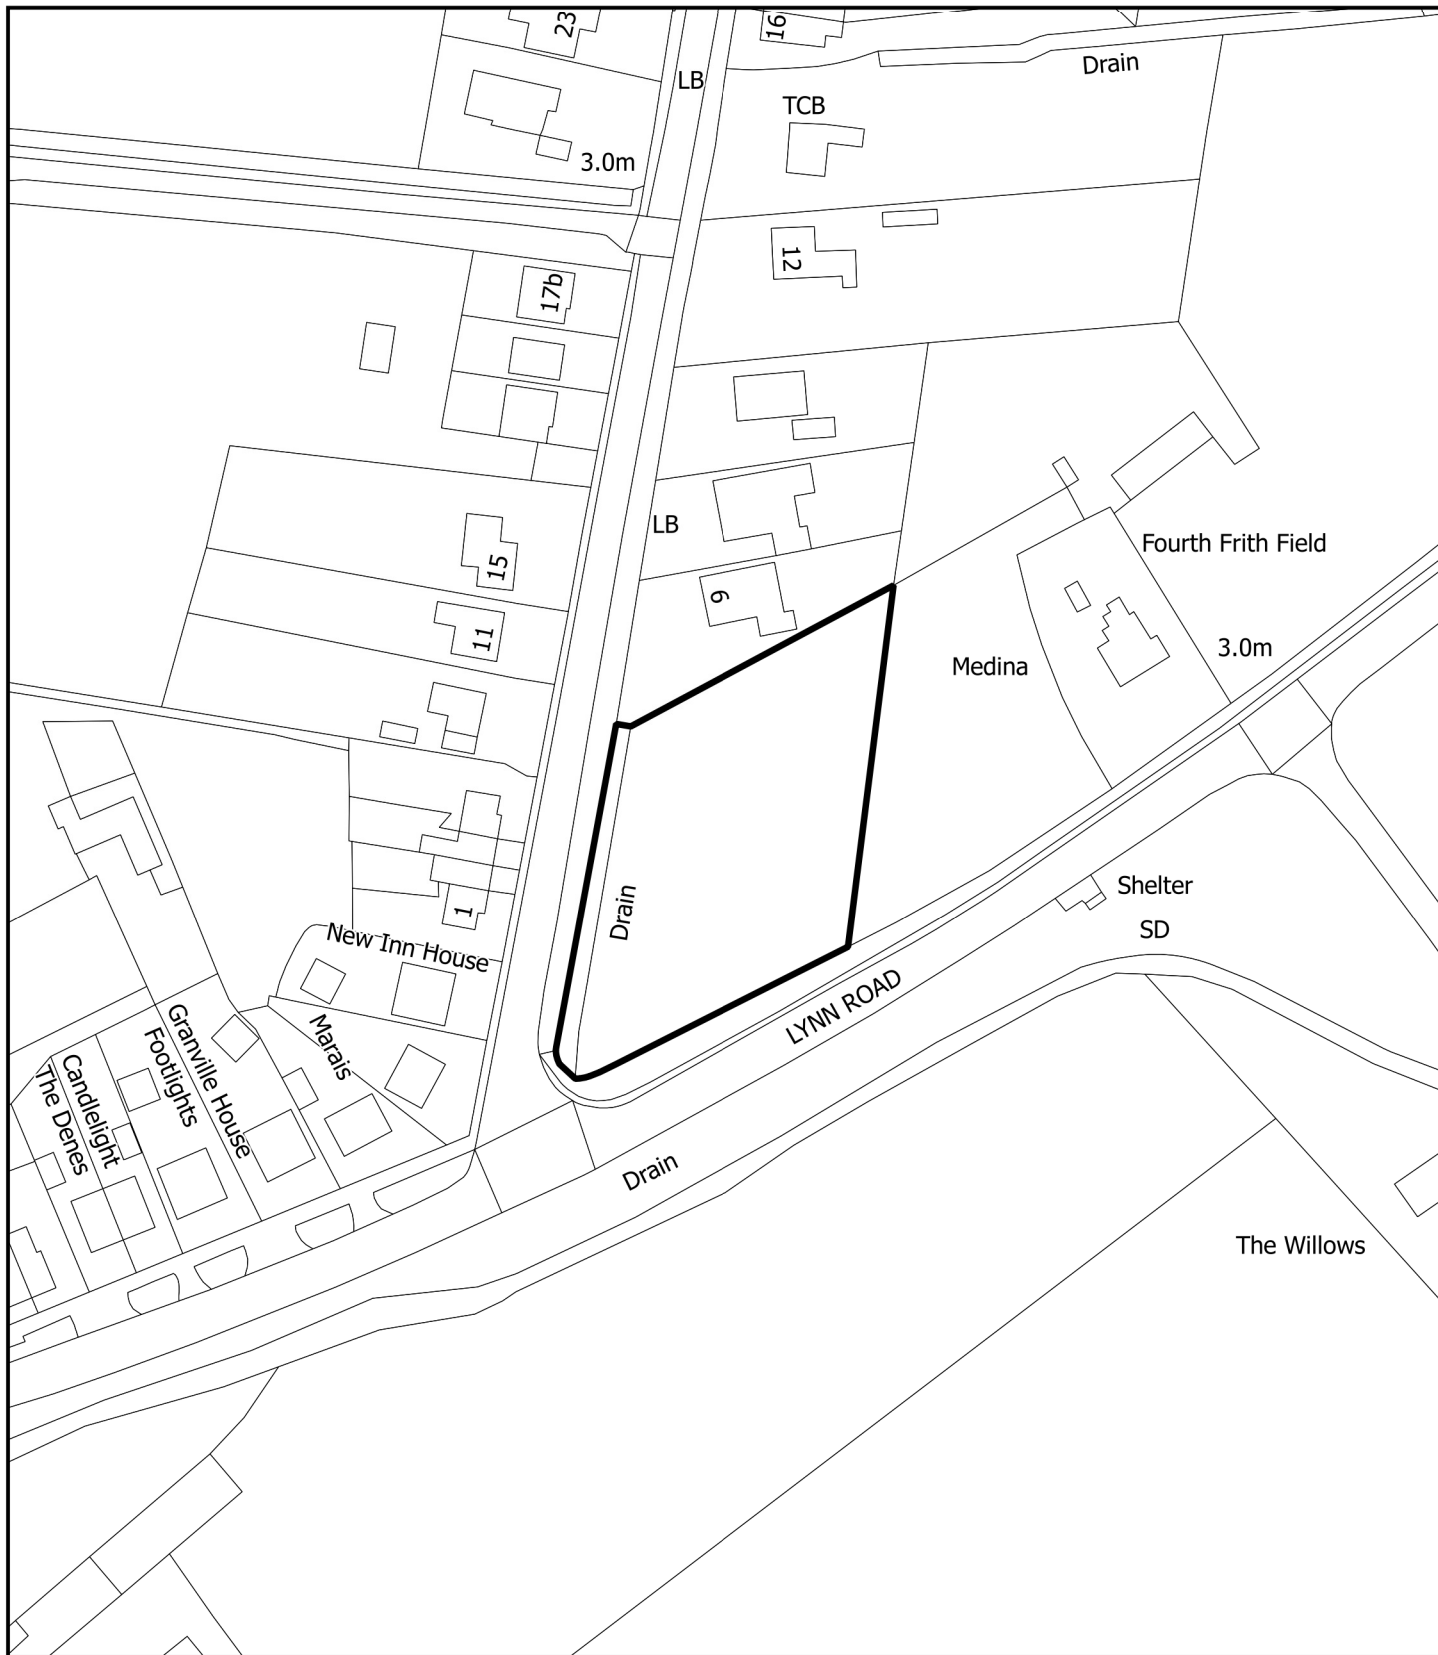 23
16
LB
Drain
TCB
3.0m
12
17b
LB
15
Fourth Frith Field
6
11
3.0m
Medina
Shelter
1
Drain
SD
New Inn House
LYNN ROAD
Marais
Granville House
Footlights
Candlelight
The Denes
Drain
The Willows